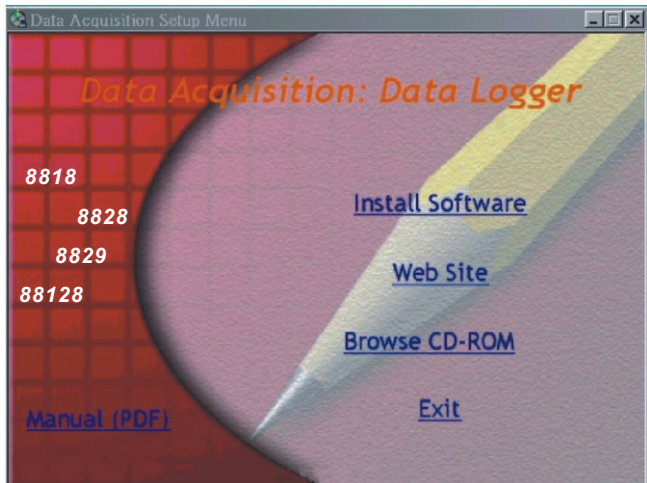 Data Acquisition Setup Menu
Data Acquisition: Data Logger
8818
8828
8829
88128
Install Software
Web Site
Browse CD-ROM
Exit
Manual (PDF)